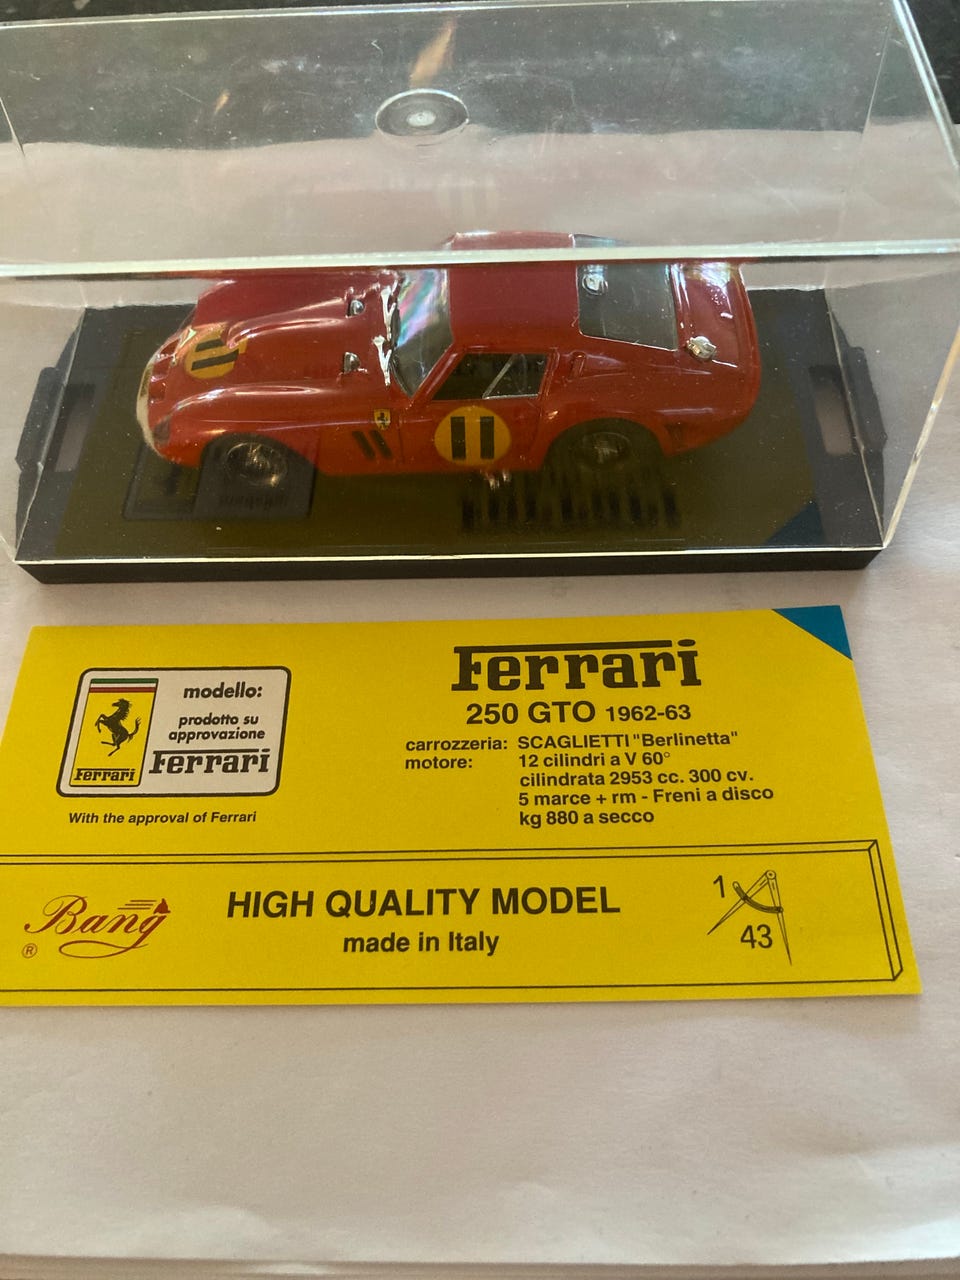 11
11
Ferrari
250 GTO 1962-63
carrozzeria: SCAGLIETTI "Berlinetta"
motore: 12 cilindri a V 60°
cilindrata 2953 cc. 300 cv.
5 marce + rm - Freni a disco
kg 880 a secco
modello:
prodotto su
approvazione
Ferrari
Ferrari
With the approval of Ferrari
Bang
®
HIGH QUALITY MODEL
made in Italy
1
43